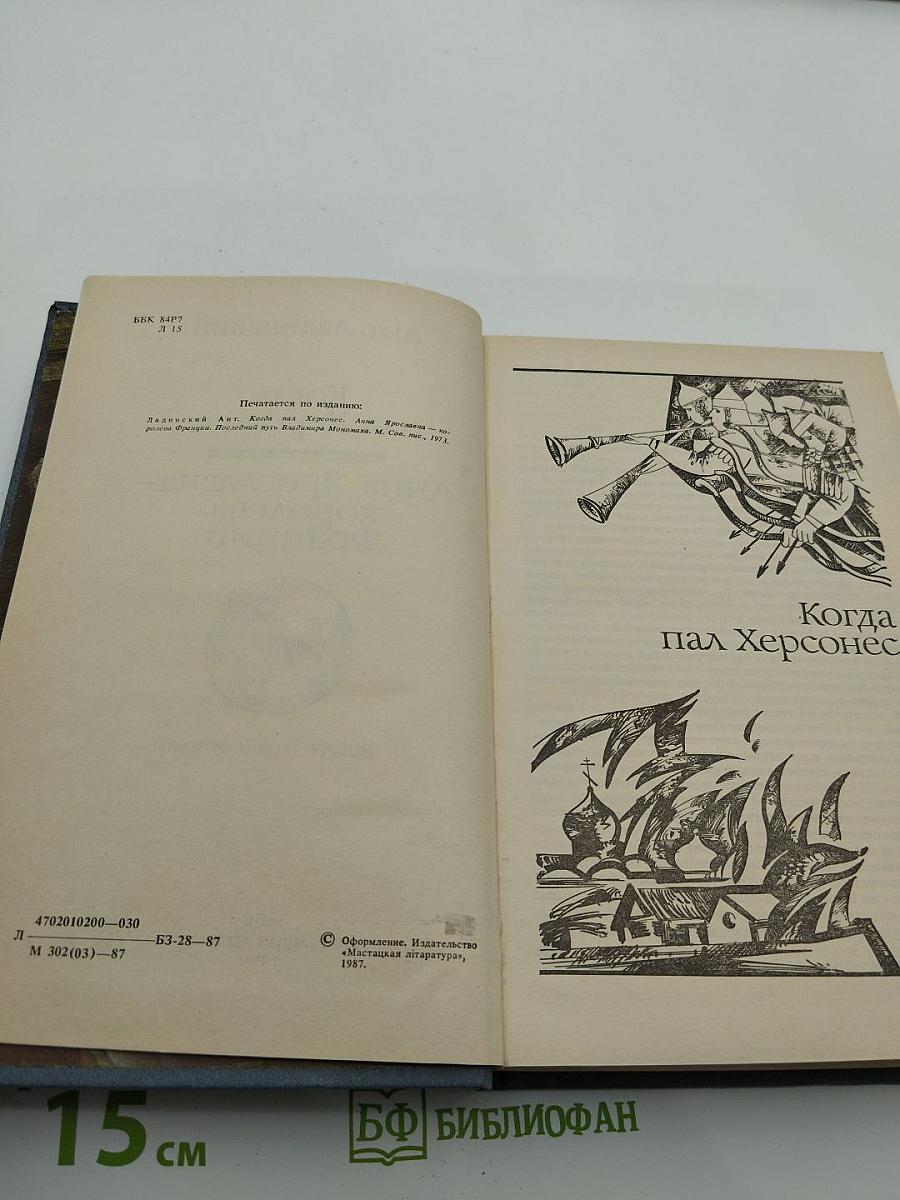 ББК 84Р7
Л 15
Печатается по изданию:
Ладинский Ант. Когда пал Херсонес. Анна Ярославна — ко-
ролева Франции. Последний путь Владимира Мономаха. М. Сов. пис., 1973.
4702010200—030
Л
БЗ-28—87
М 302(03)—87
© Оформление. Издательство
«Мастацкая літаратура»,
1987.
Когда
пал Херсонес
15 см
БФ БИБЛИОФАН